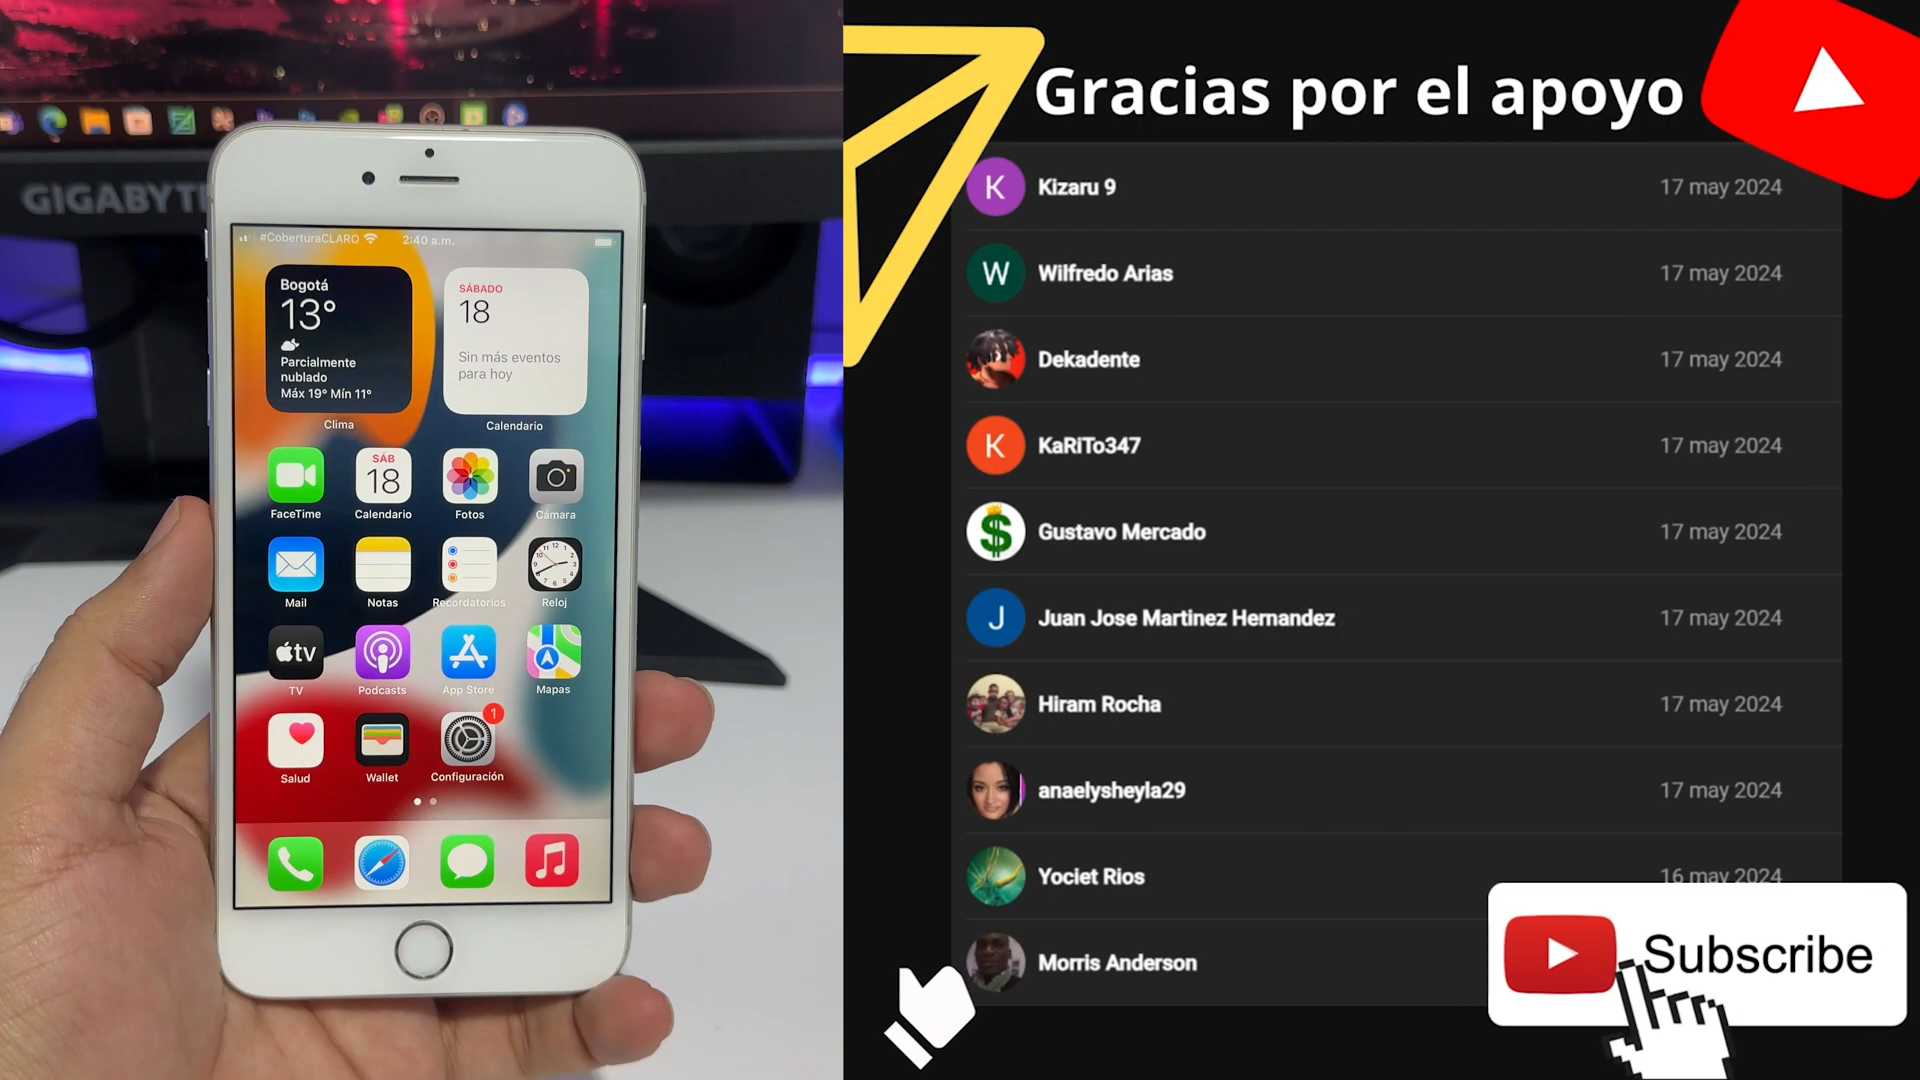 GIGABYT
#CoberturaCLARO
2:40 a.m.
Bogotá
13°
Parcialmente
nublado
Máx 19° Mín 11°
Clima
SÁBADO
18
Sin más eventos
para hoy
Calendario
SÁB
18
FaceTime
Calendario
Fotos
Cámara
Mail
Notas
Recordatorios
Reloj
tv
TV
Podcasts
App Store
Mapas
1
Salud
Wallet
Configuración
Gracias por el apoyo
K
Kizaru 9
17 may 2024
W
Wilfredo Arias
17 may 2024
Dekadente
17 may 2024
K
KaRiTo347
17 may 2024
$
Gustavo Mercado
17 may 2024
J
Juan Jose Martinez Hernandez
17 may 2024
Hiram Rocha
17 may 2024
anaelysheyla29
17 may 2024
Yociet Rios
16 may 2024
Morris Anderson
Subscribe